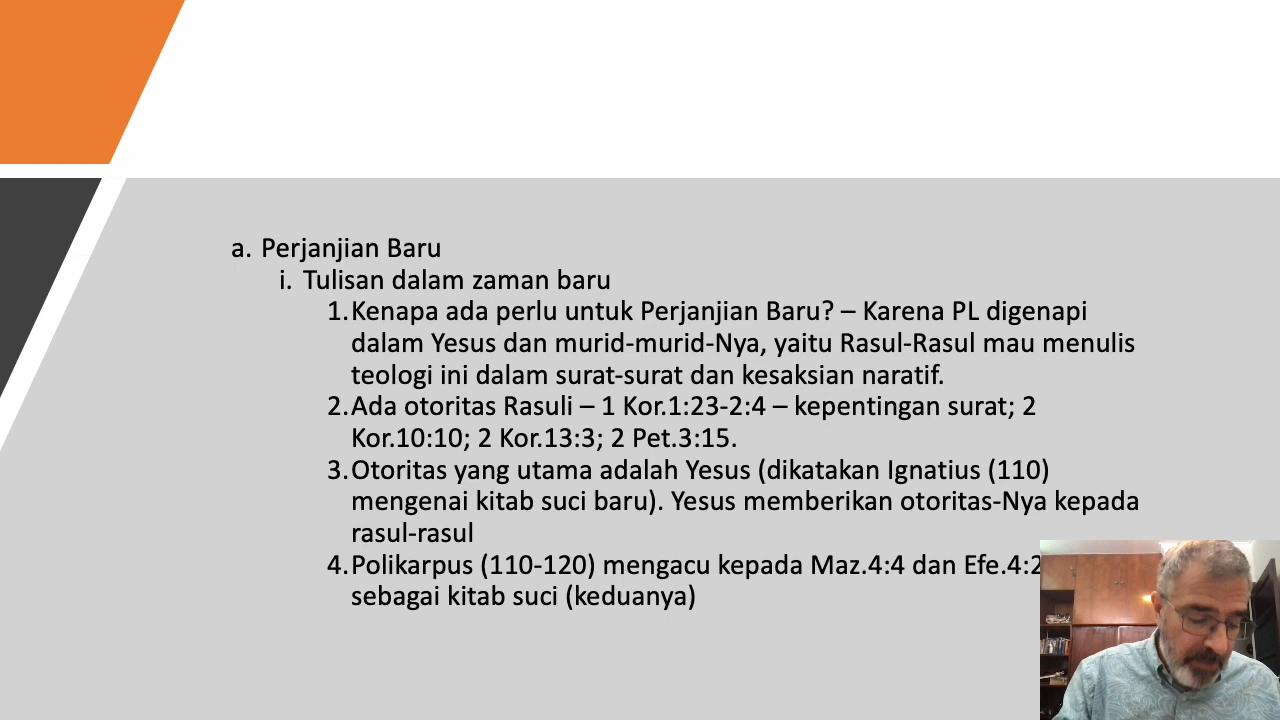 a. Perjanjian Baru
i. Tulisan dalam zaman baru
1. Kenapa ada perlu untuk Perjanjian Baru? – Karena PL digenapi
dalam Yesus dan murid-murid-Nya, yaitu Rasul-Rasul mau menulis
teologi ini dalam surat-surat dan kesaksian naratif.
2. Ada otoritas Rasuli – 1 Kor.1:23-2:4 – kepentingan surat; 2
Kor.10:10; 2 Kor.13:3; 2 Pet.3:15.
3. Otoritas yang utama adalah Yesus (dikatakan Ignatius (110)
mengenai kitab suci baru). Yesus memberikan otoritas-Nya kepada
rasul-rasul
4. Polikarpus (110-120) mengacu kepada Maz.4:4 dan
sebagai kitab suci (keduanya)